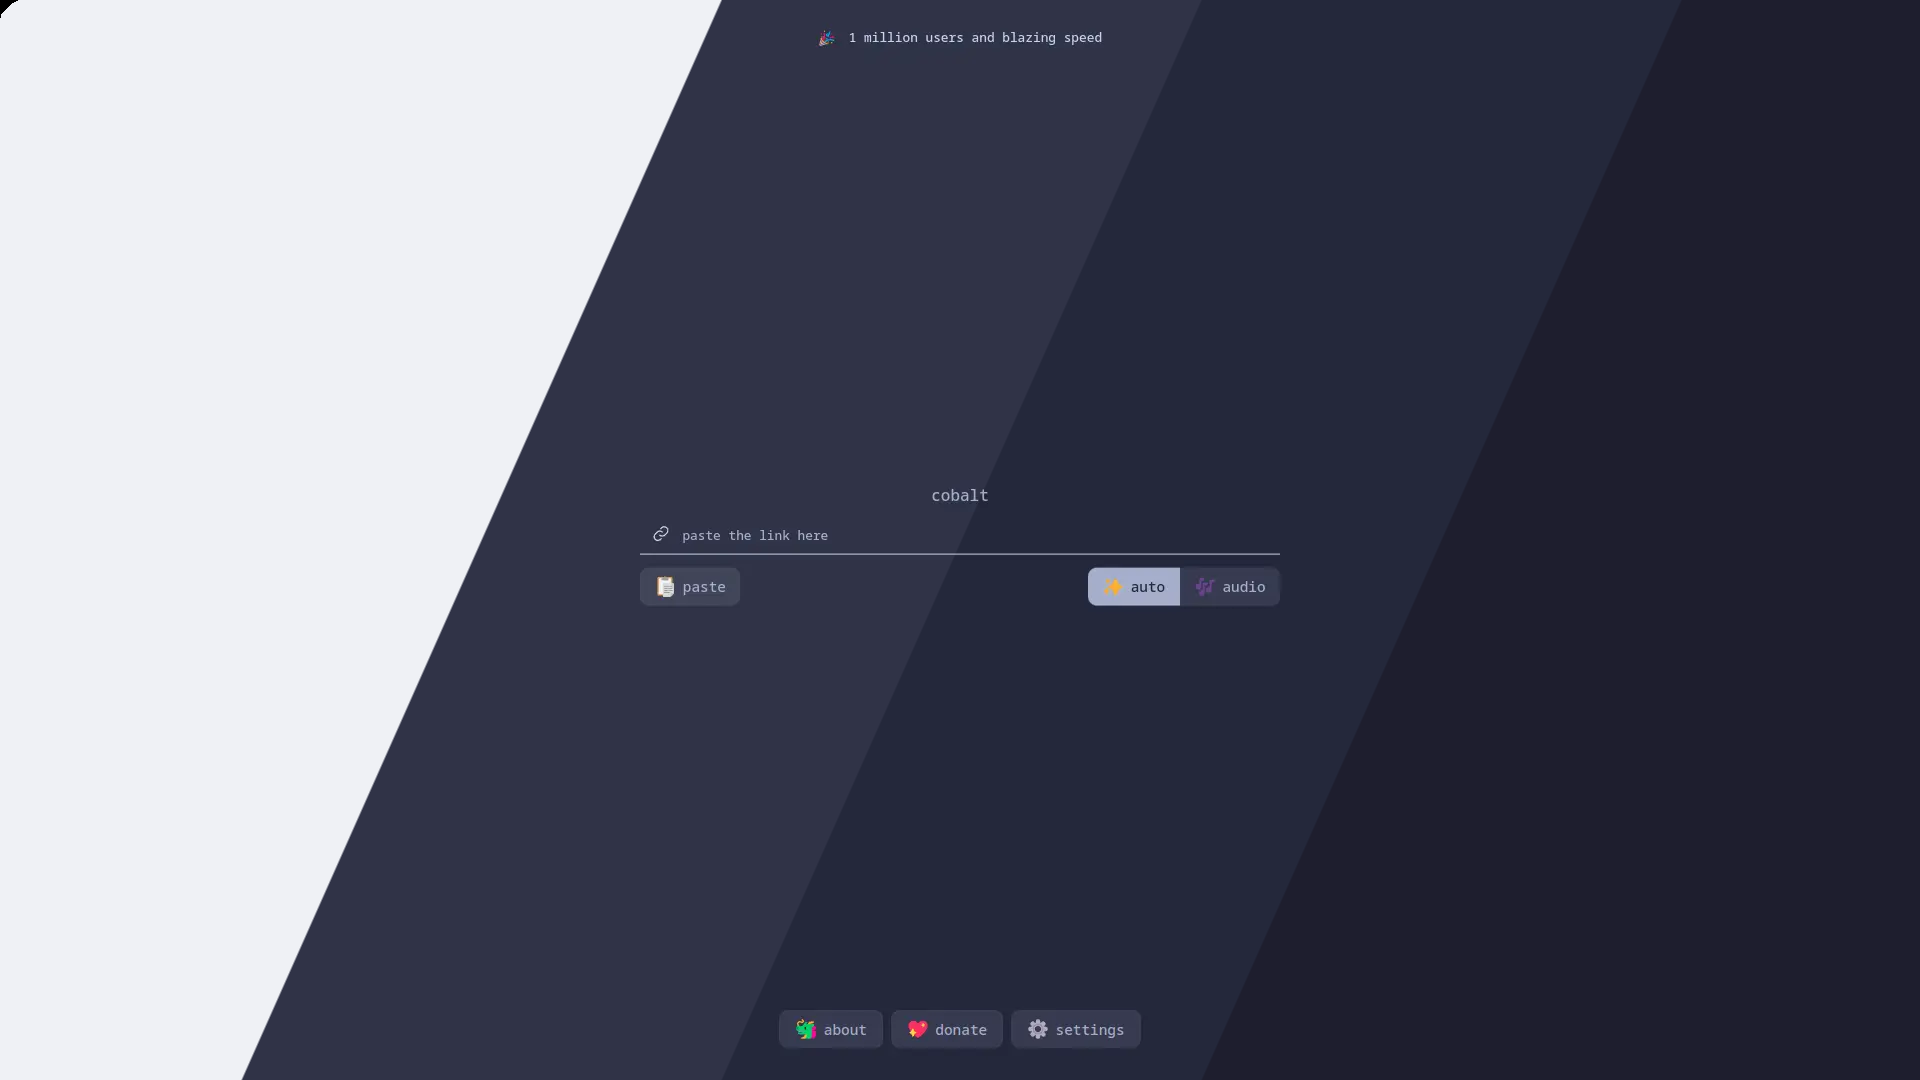 🎉 1 million users and blazing speed
cobalt
paste the link here
paste
auto
audio
about
donate
settings